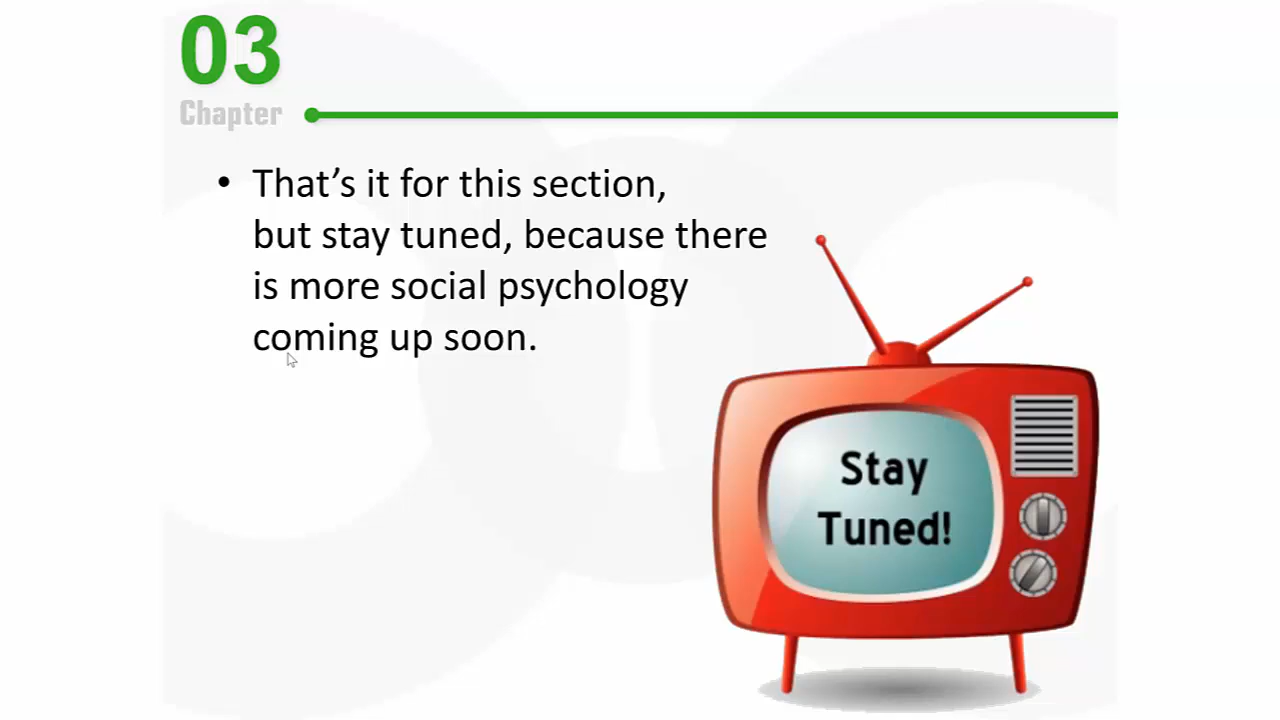 03
Chapter
• That’s it for this section,
but stay tuned, because there
is more social psychology
coming up soon.
Stay
Tuned!